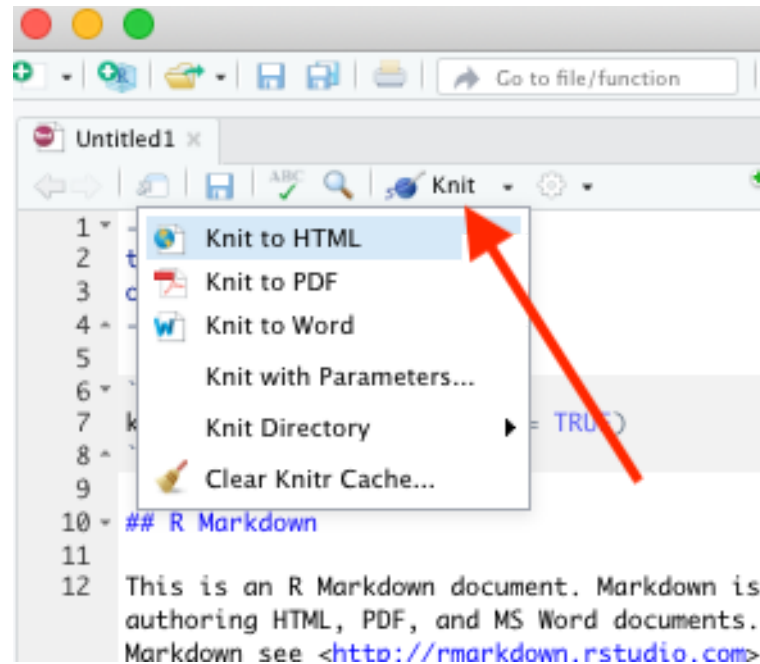 Go to file/function
Untitled1
ABC Knit
1 -
Knit to HTML
2 t
3 c
Knit to PDF
4 -
Knit to Word
5
6 `
Knit with Parameters...
7 k = TRUE)
Knit Directory
8 `
9
Clear Knitr Cache...
10 ## R Markdown
11
12 This is an R Markdown document. Markdown is
authoring HTML, PDF, and MS Word documents.
Markdown see <http://rmarkdown.rstudio.com>